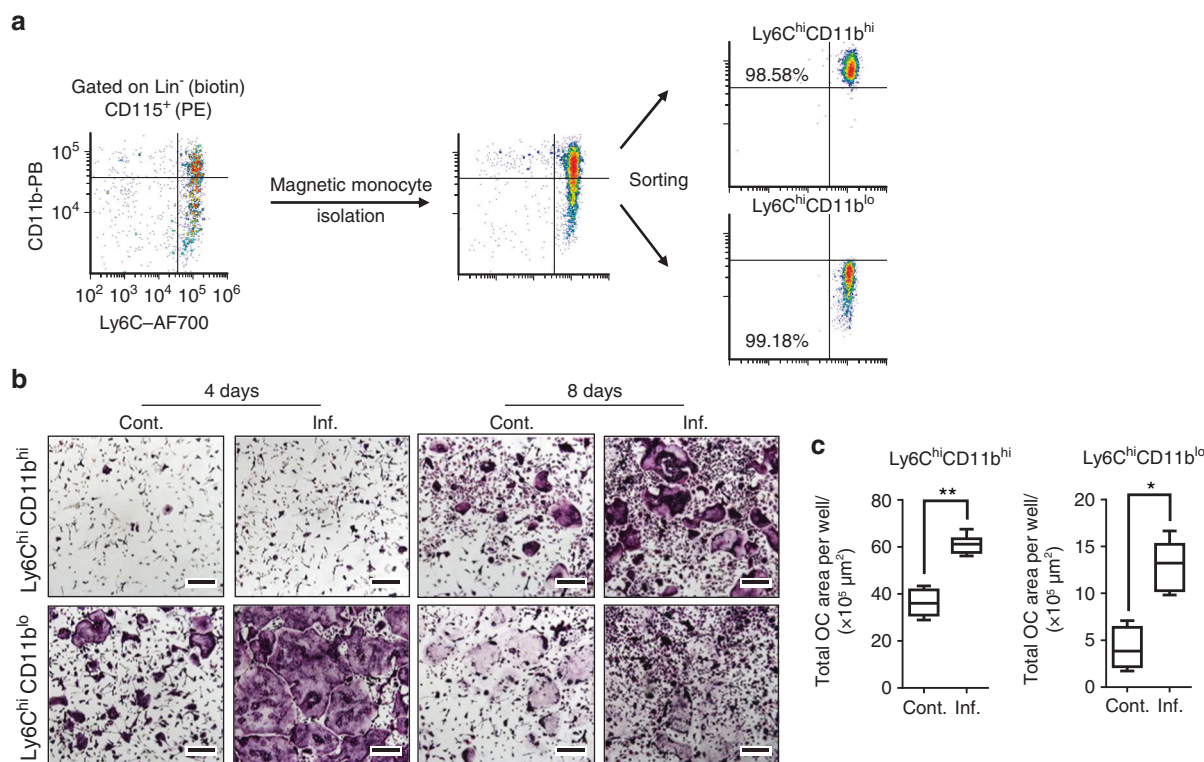 a
Gated on Lin⁻ (biotin)
CD115⁺ (PE)
CD11b-PB
10⁵
10⁴
10² 10³ 10⁴ 10⁵ 10⁶
Ly6C–AF700
Magnetic monocyte
isolation
Sorting
Ly6C^hi CD11b^hi
98.58%
Ly6C^hi CD11b^lo
99.18%
b
4 days
8 days
Cont.
Inf.
Cont.
Inf.
Ly6C^hi CD11b^hi
Ly6C^hi CD11b^lo
c
Ly6C^hi CD11b^hi
Total OC area per well/
(×10⁵ µm²)
80
60
40
20
0
**
Cont. Inf.
Ly6C^hi CD11b^lo
Total OC area per well/
(×10⁵ µm²)
20
15
10
5
0
*
Cont. Inf.